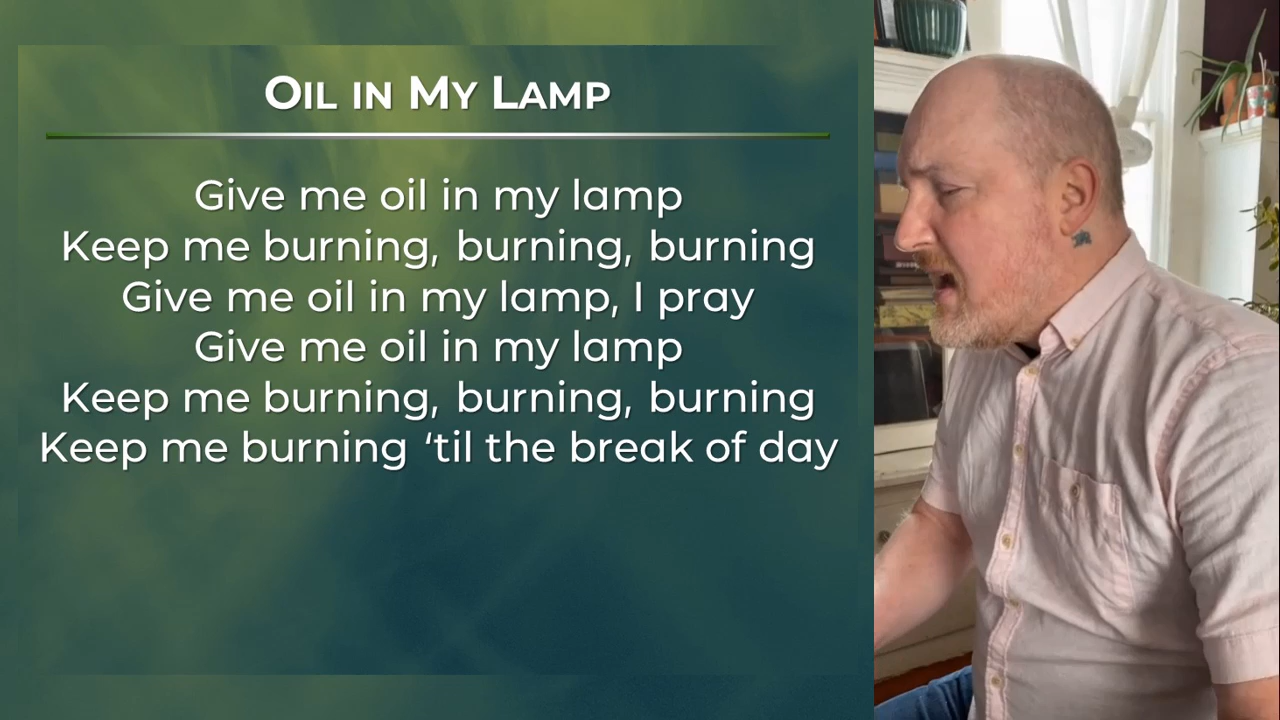 Oil in My Lamp
Give me oil in my lamp
Keep me burning, burning, burning
Give me oil in my lamp, I pray
Give me oil in my lamp
Keep me burning, burning, burning
Keep me burning ‘til the break of day